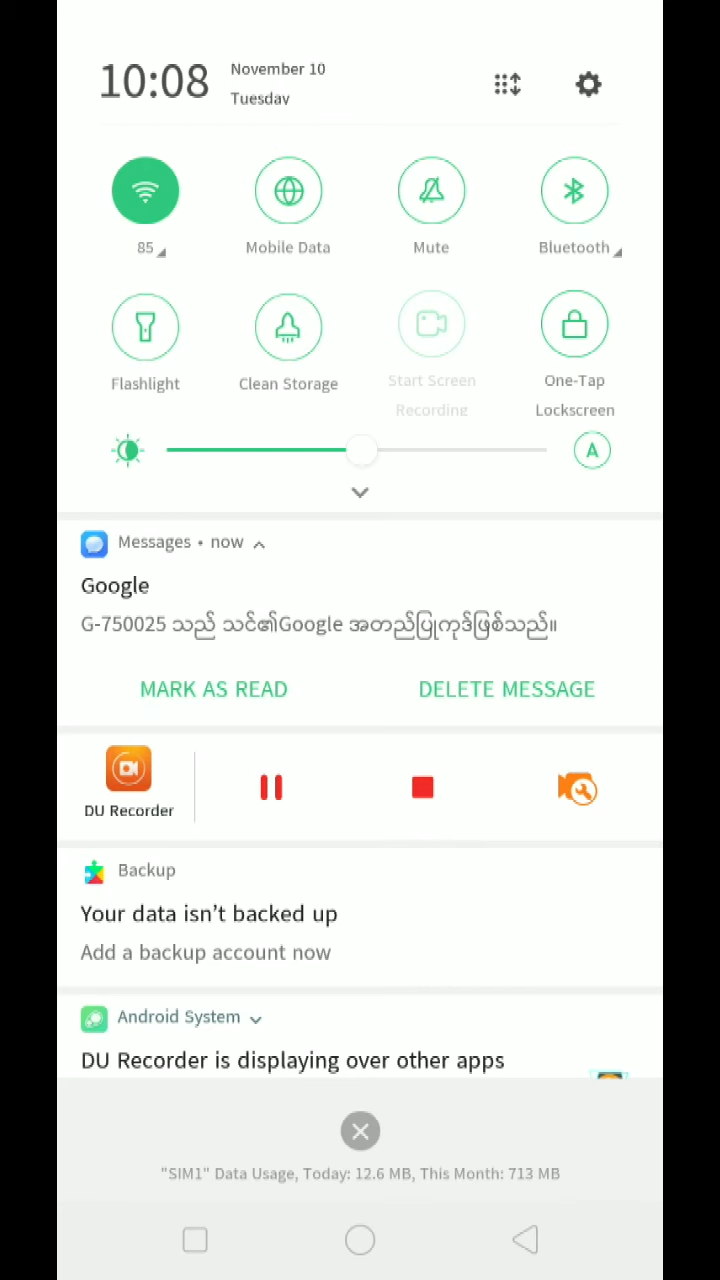 10:08
November 10
Tuesday
85
Mobile Data
Mute
Bluetooth
Flashlight
Clean Storage
Start Screen
Recording
One-Tap
Lockscreen
A
Messages • now
Google
G-750025 သည် သင်၏Google အတည်ပြုကုဒ်ဖြစ်သည်။
MARK AS READ
DELETE MESSAGE
DU Recorder
Backup
Your data isn’t backed up
Add a backup account now
Android System
DU Recorder is displaying over other apps
"SIM1" Data Usage, Today: 12.6 MB, This Month: 713 MB